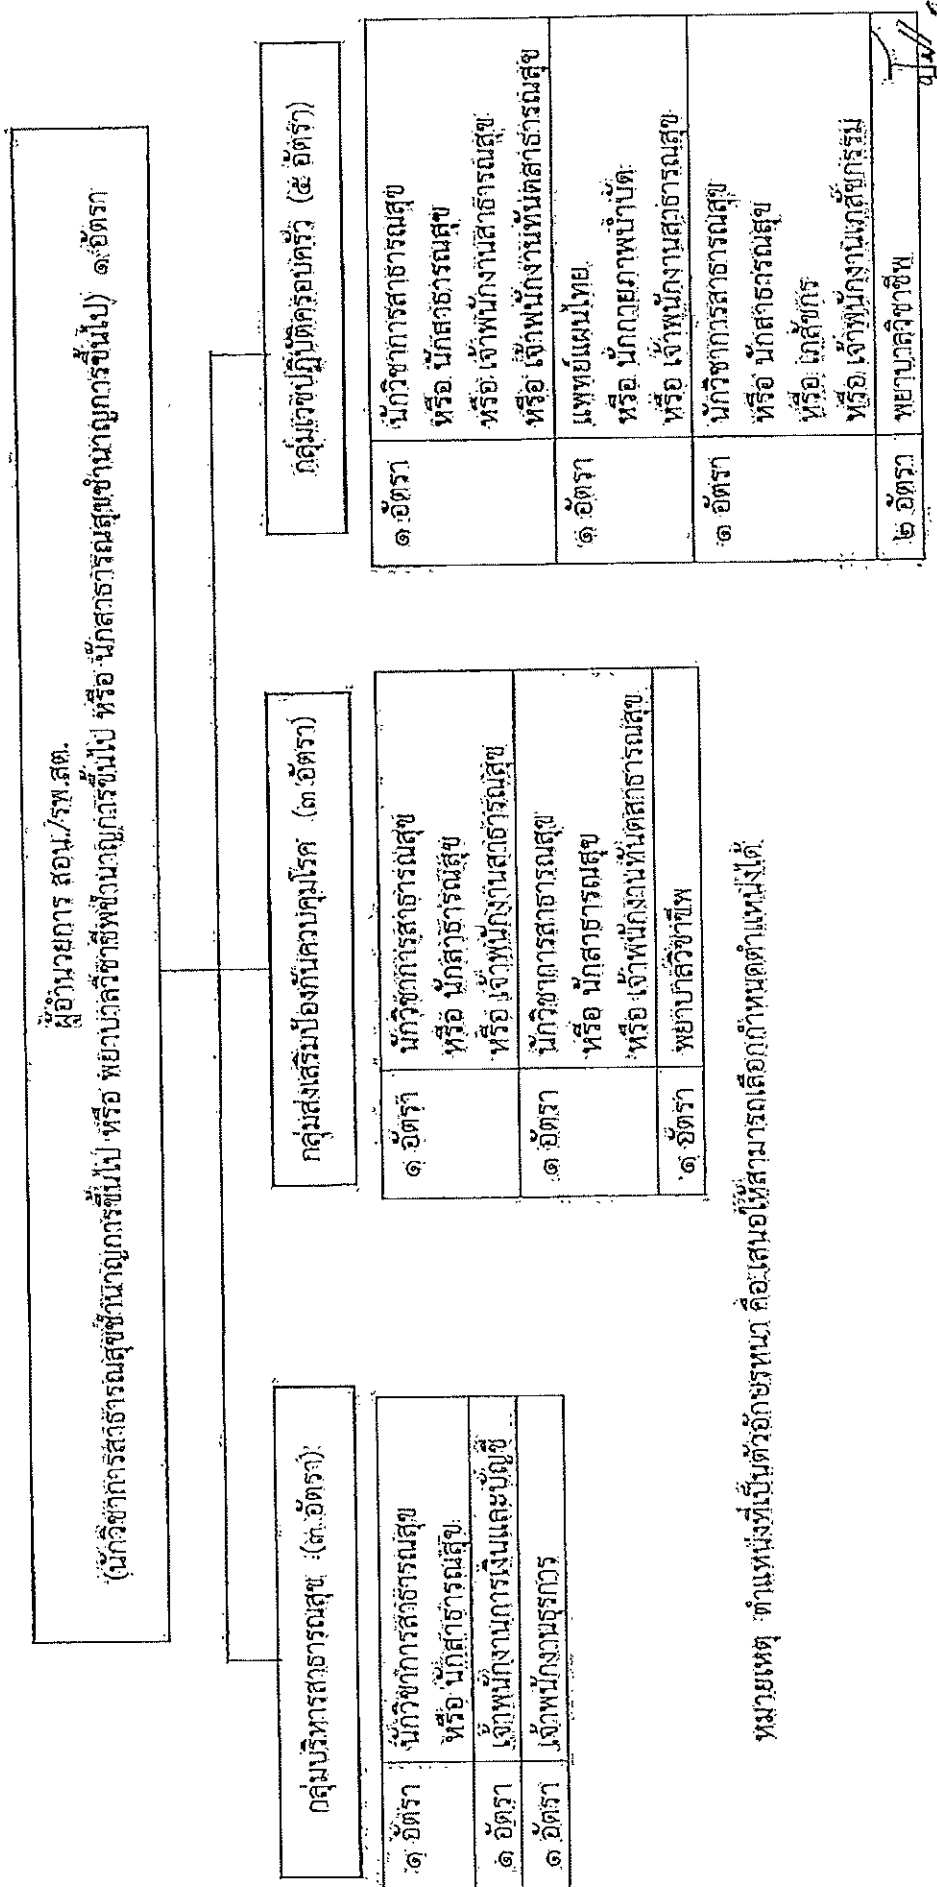 ผู้อำนวยการ สอน./รพ.สต.
(นักวิชาการสาธารณสุขชำนาญการขึ้นไป หรือ พยาบาลวิชาชีพชำนาญการขึ้นไป หรือ นักสาธารณสุขชำนาญการขึ้นไป) ๑ อัตรา
กลุ่มบริหารสาธารณสุข (๓ อัตรา)
๑ อัตรา นักวิชาการสาธารณสุข
หรือ นักสาธารณสุข
๑ อัตรา เจ้าพนักงานการเงินและบัญชี
๑ อัตรา เจ้าพนักงานธุรการ
กลุ่มส่งเสริมป้องกันควบคุมโรค (๓ อัตรา)
๑ อัตรา นักวิชาการสาธารณสุข
หรือ นักสาธารณสุข
หรือ เจ้าพนักงานสาธารณสุข
๑ อัตรา นักวิชาการสาธารณสุข
หรือ นักสาธารณสุข
หรือ เจ้าพนักงานทันตสาธารณสุข
๑ อัตรา พยาบาลวิชาชีพ
กลุ่มเวชปฏิบัติครอบครัว (๕ อัตรา)
๑ อัตรา นักวิชาการสาธารณสุข
หรือ นักสาธารณสุข
หรือ เจ้าพนักงานสาธารณสุข
หรือ เจ้าพนักงานทันตสาธารณสุข
๑ อัตรา แพทย์แผนไทย
หรือ นักกายภาพบำบัด
หรือ เจ้าพนักงานสาธารณสุข
๑ อัตรา นักวิชาการสาธารณสุข
หรือ นักสาธารณสุข
หรือ เภสัชกร
หรือ เจ้าพนักงานเภสัชกรรม
๒ อัตรา พยาบาลวิชาชีพ
หมายเหตุ ตำแหน่งที่เป็นตัวอักษรหนา คือ เสนอให้สามารถเลือกกำหนดตำแหน่งได้